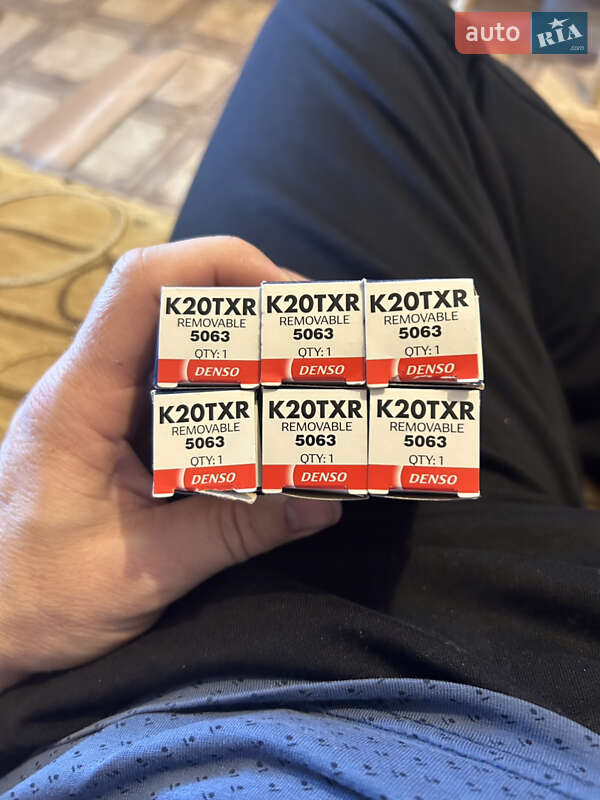 auto RIA .com
K20TXR K20TXR K20TXR
REMOVABLE REMOVABLE REMOVABLE
5063 5063 5063
QTY: 1 QTY: 1 QTY: 1
DENSO DENSO DENSO
K20TXR K20TXR K20TXR
REMOVABLE REMOVABLE REMOVABLE
5063 5063 5063
QTY: 1 QTY: 1 QTY: 1
DENSO DENSO DENSO